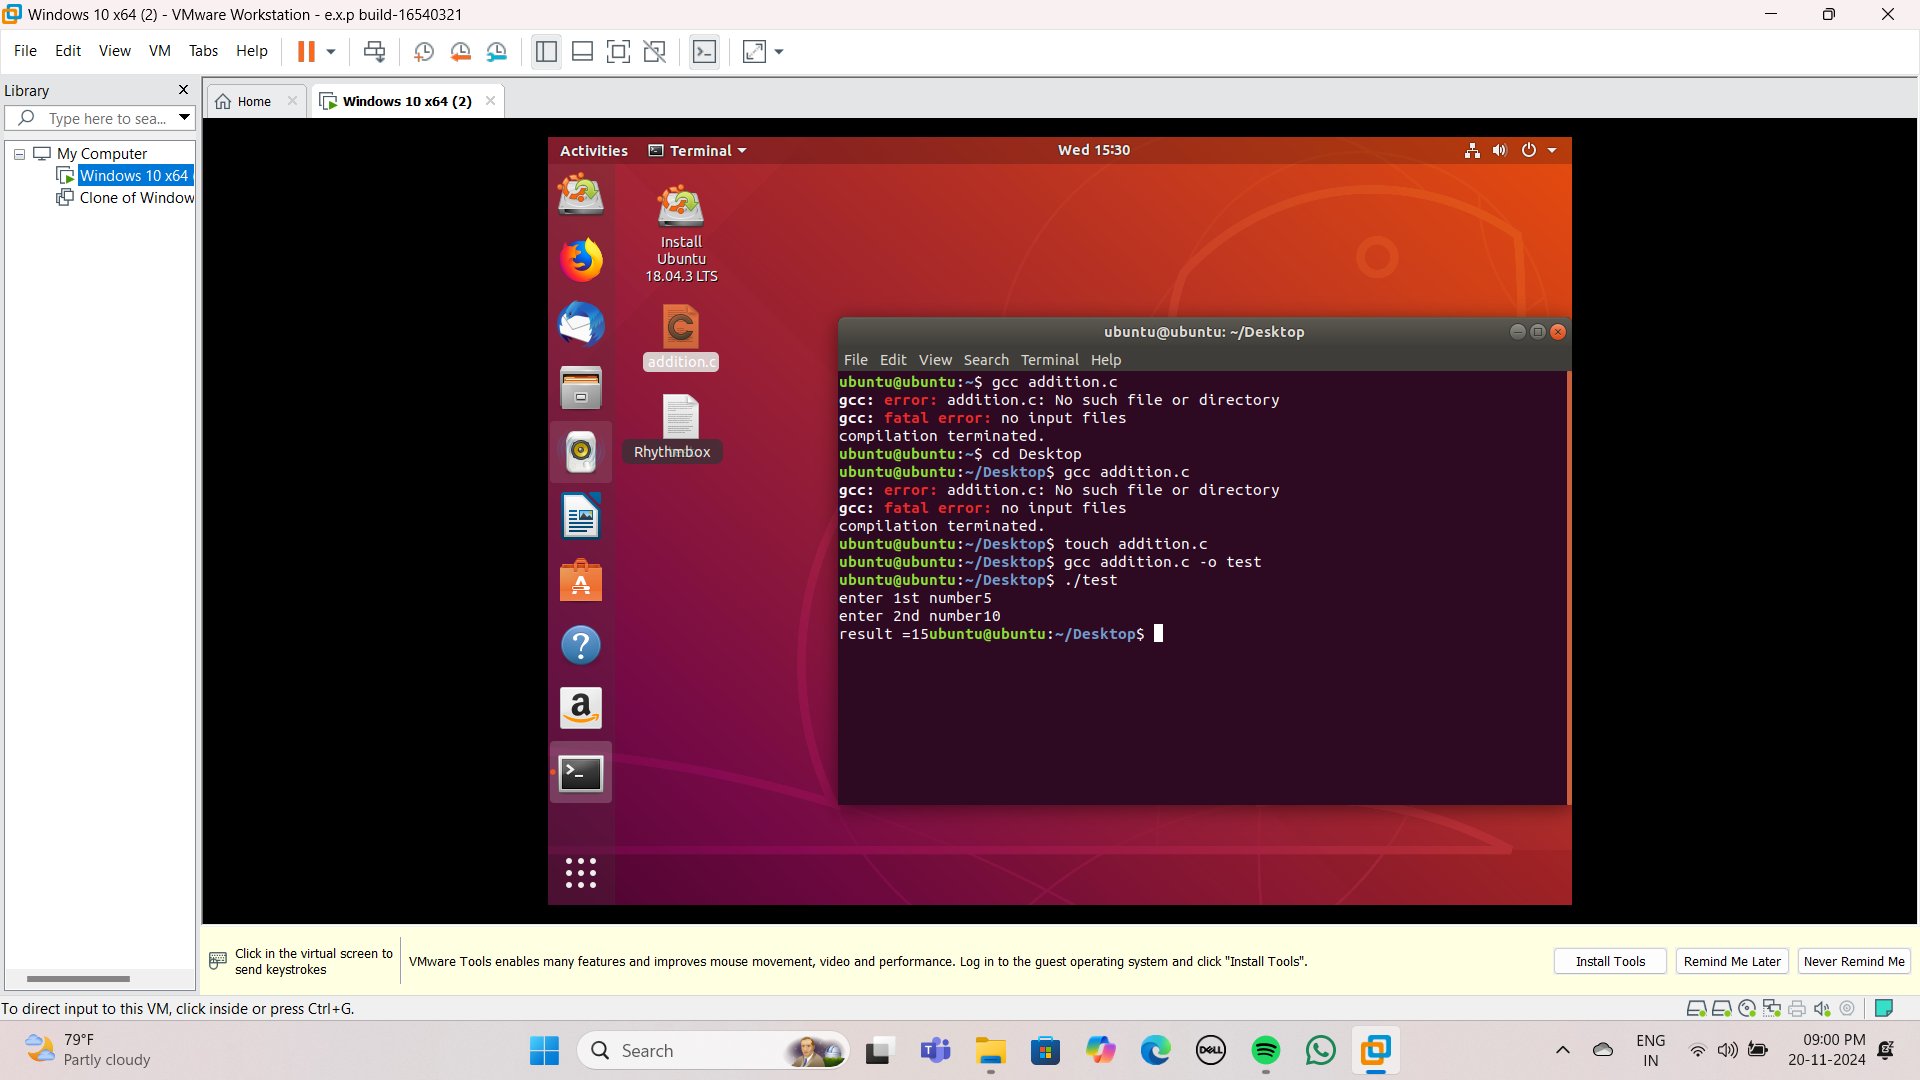 Windows 10 x64 (2) - VMware Workstation - e.x.p build-16540321
File Edit View VM Tabs Help
Library
Type here to sea...
My Computer
Windows 10 x64 (
Clone of Window
Home
Windows 10 x64 (2)
Activities
Terminal
Wed 15:30
Install
Ubuntu
18.04.3 LTS
addition.c
Rhythmbox
ubuntu@ubuntu: ~/Desktop
File Edit View Search Terminal Help
ubuntu@ubuntu:~$ gcc addition.c
gcc: error: addition.c: No such file or directory
gcc: fatal error: no input files
compilation terminated.
ubuntu@ubuntu:~$ cd Desktop
ubuntu@ubuntu:~/Desktop$ gcc addition.c
gcc: error: addition.c: No such file or directory
gcc: fatal error: no input files
compilation terminated.
ubuntu@ubuntu:~/Desktop$ touch addition.c
ubuntu@ubuntu:~/Desktop$ gcc addition.c -o test
ubuntu@ubuntu:~/Desktop$ ./test
enter 1st number5
enter 2nd number10
result =15ubuntu@ubuntu:~/Desktop$
Click in the virtual screen to
send keystrokes
VMware Tools enables many features and improves mouse movement, video and performance. Log in to the guest operating system and click "Install Tools".
Install Tools
Remind Me Later
Never Remind Me
To direct input to this VM, click inside or press Ctrl+G.
79°F
Partly cloudy
Search
DELL
ENG
IN
09:00 PM
20-11-2024